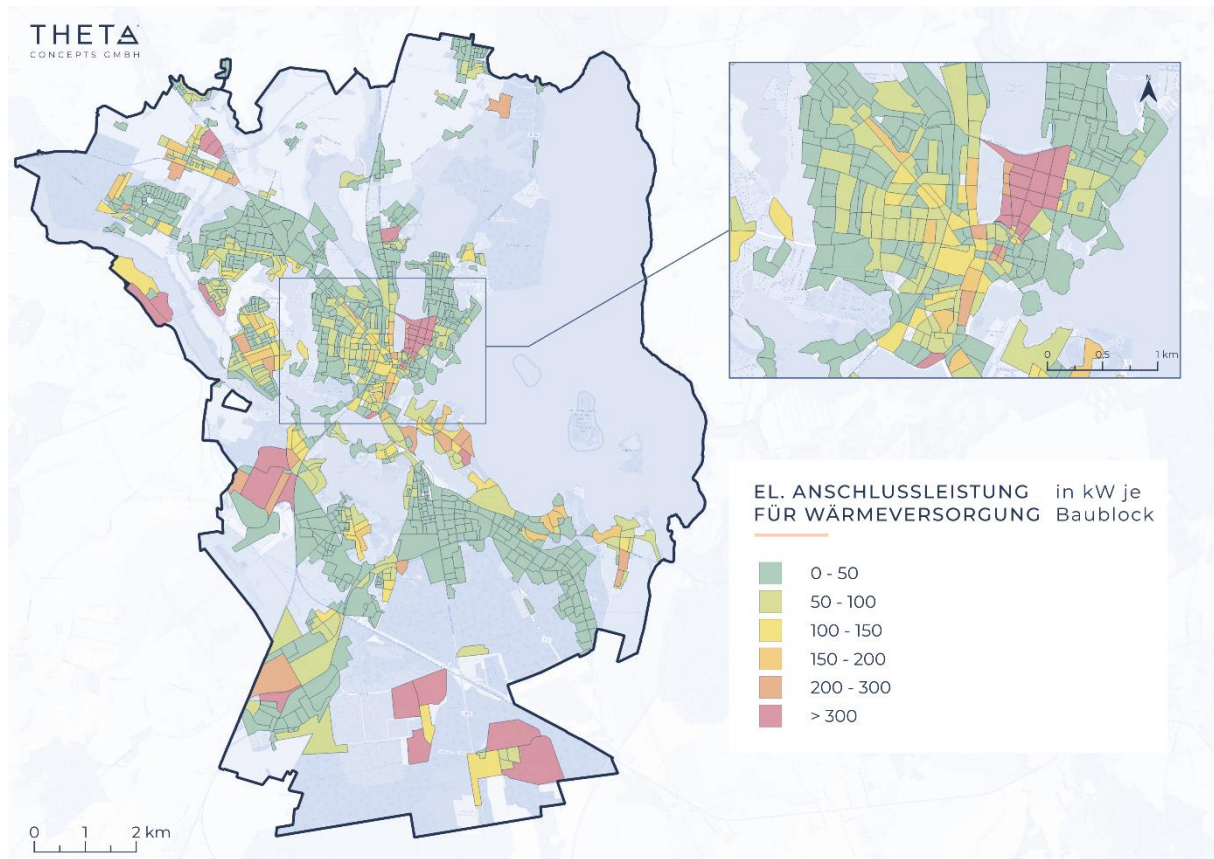 THETA
CONCEPTS GMBH
N
0 0.5 1 km
EL. ANSCHLUSSLEISTUNG in kW je
FÜR WÄRMEVERSORGUNG Baublock
0 - 50
50 - 100
100 - 150
150 - 200
200 - 300
> 300
0 1 2 km